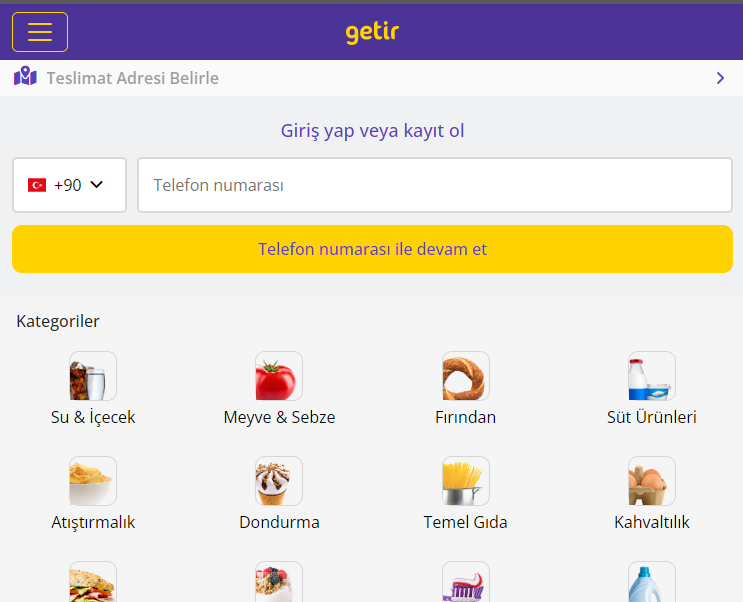 getir
Teslimat Adresi Belirle
Giriş yap veya kayıt ol
+90
Telefon numarası
Telefon numarası ile devam et
Kategoriler
Su & İçecek
Meyve & Sebze
Fırından
Süt Ürünleri
Atıştırmalık
Dondurma
Temel Gıda
Kahvaltılık